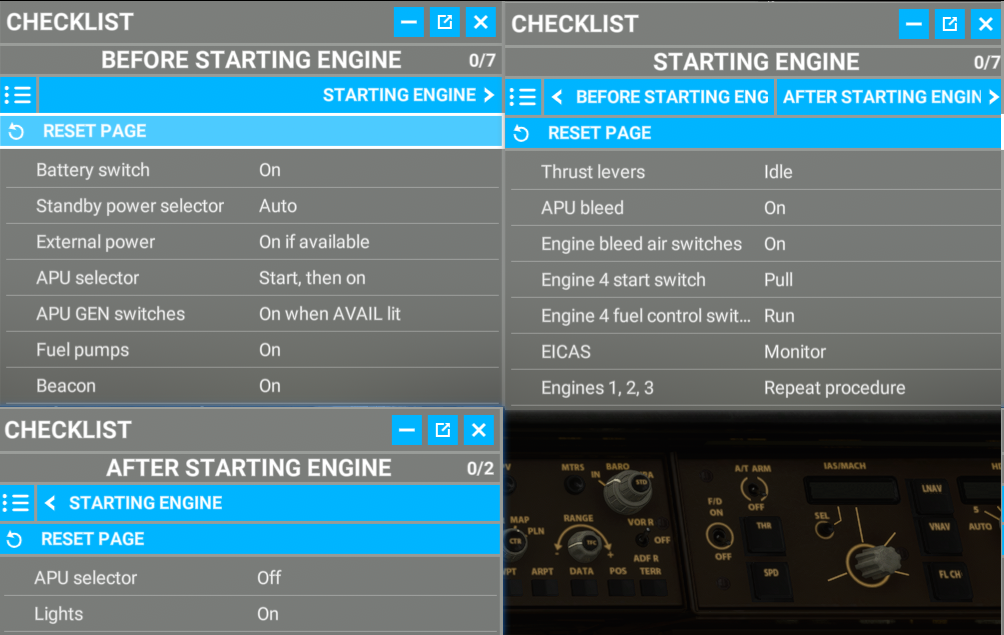 CHECKLIST
BEFORE STARTING ENGINE 0/7
STARTING ENGINE
RESET PAGE
Battery switch On
Standby power selector Auto
External power On if available
APU selector Start, then on
APU GEN switches On when AVAIL lit
Fuel pumps On
Beacon On
CHECKLIST
STARTING ENGINE 0/7
BEFORE STARTING ENG AFTER STARTING ENGIN
RESET PAGE
Thrust levers Idle
APU bleed On
Engine bleed air switches On
Engine 4 start switch Pull
Engine 4 fuel control swit... Run
EICAS Monitor
Engines 1, 2, 3 Repeat procedure
CHECKLIST
AFTER STARTING ENGINE 0/2
STARTING ENGINE
RESET PAGE
APU selector Off
Lights On
MTRS IN BARO
STD
MAP PLN RANGE VOR R
CTR TFC OFF
ADF R
ARPT DATA POS TERR
A/T ARM IAS/MACH
OFF
F/D ON
LNAV
SEL
THR VNAV AUTO
OFF
SPD FL CH